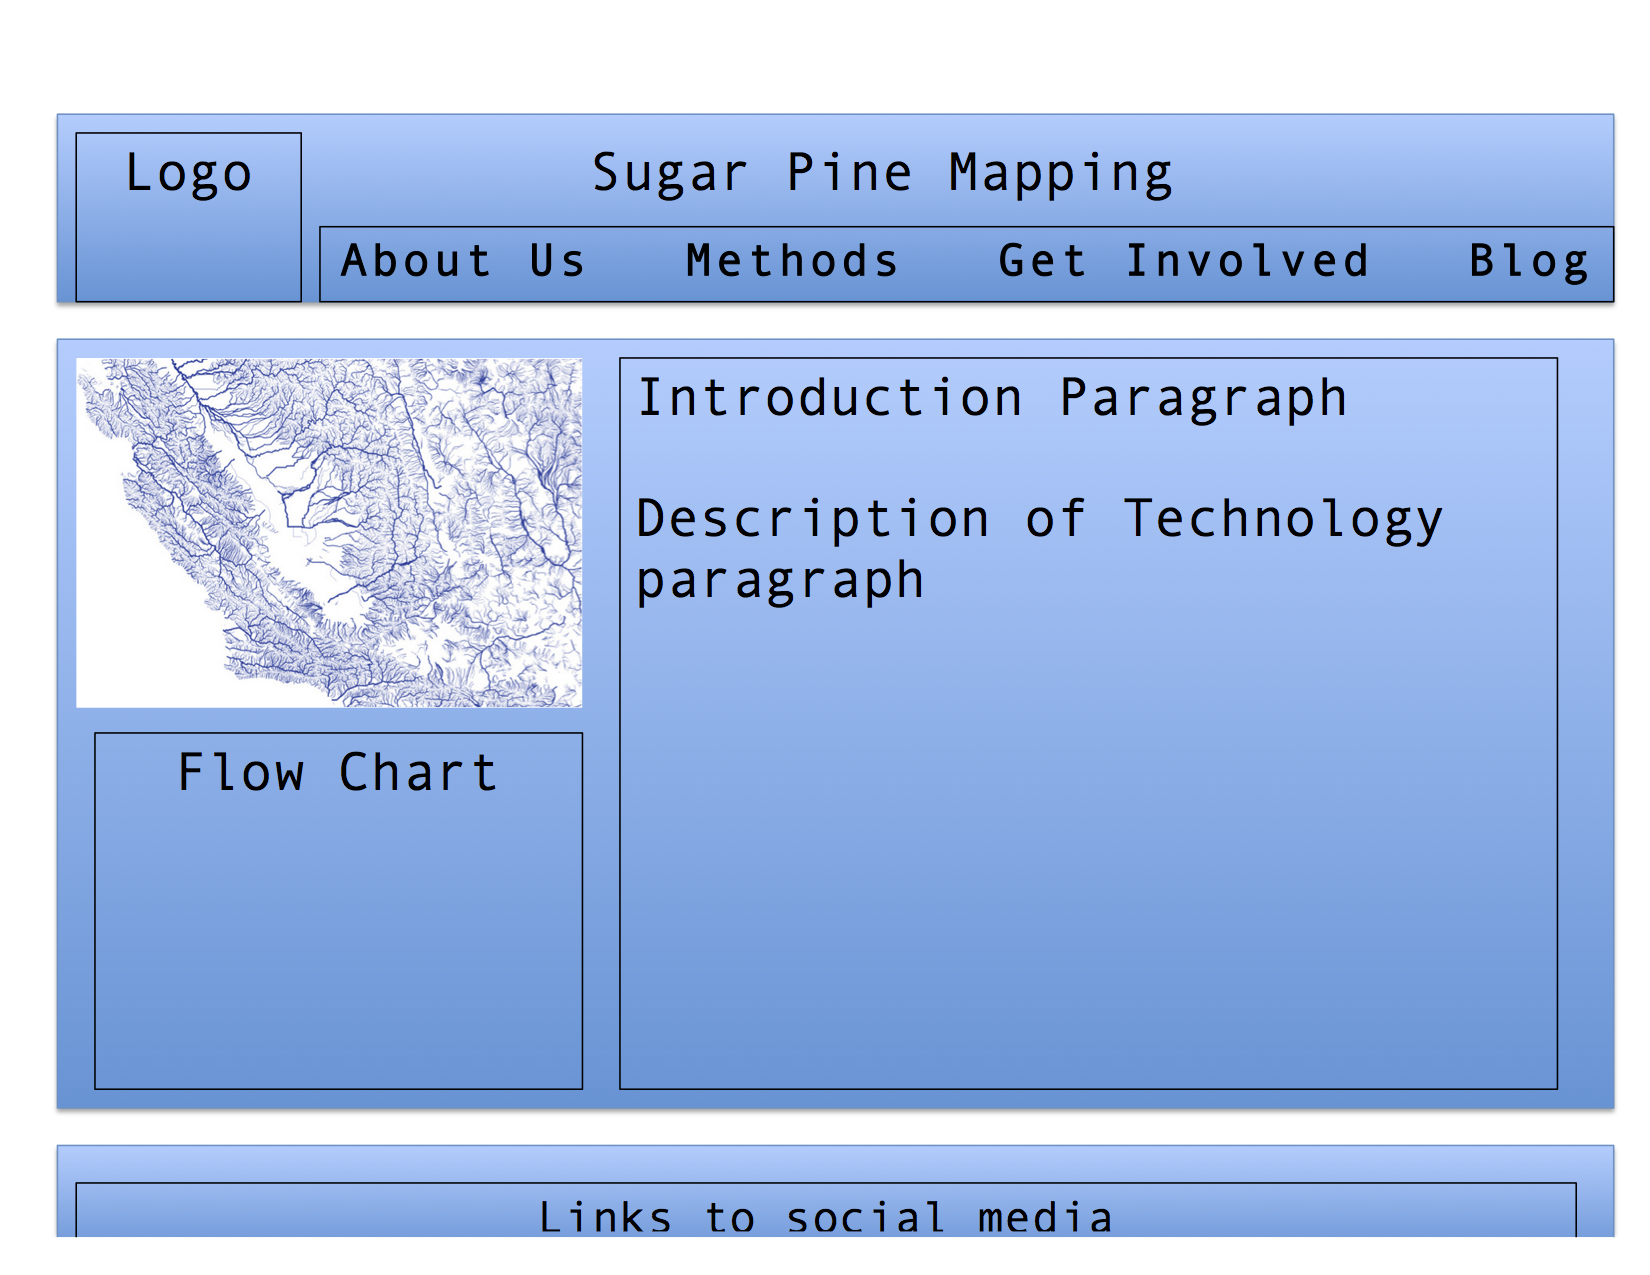 Logo
Sugar Pine Mapping
About Us Methods Get Involved Blog
Introduction Paragraph
Description of Technology
paragraph
Flow Chart
Links to social media